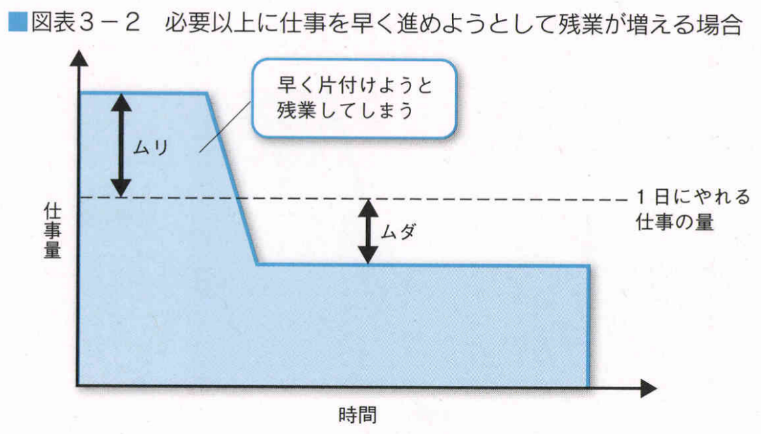 ■図表3－2　必要以上に仕事を早く進めようとして残業が増える場合
早く片付けようと
残業してしまう
ムリ
1日にやれる
仕事の量
ムダ
仕事量
時間